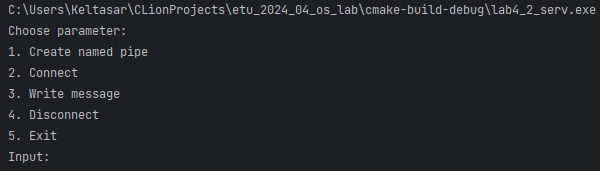 C:\Users\Keltasar\CLionProjects\etu_2024_04_os_lab\cmake-build-debug\lab4_2_serv.exe
Choose parameter:
1. Create named pipe
2. Connect
3. Write message
4. Disconnect
5. Exit
Input: